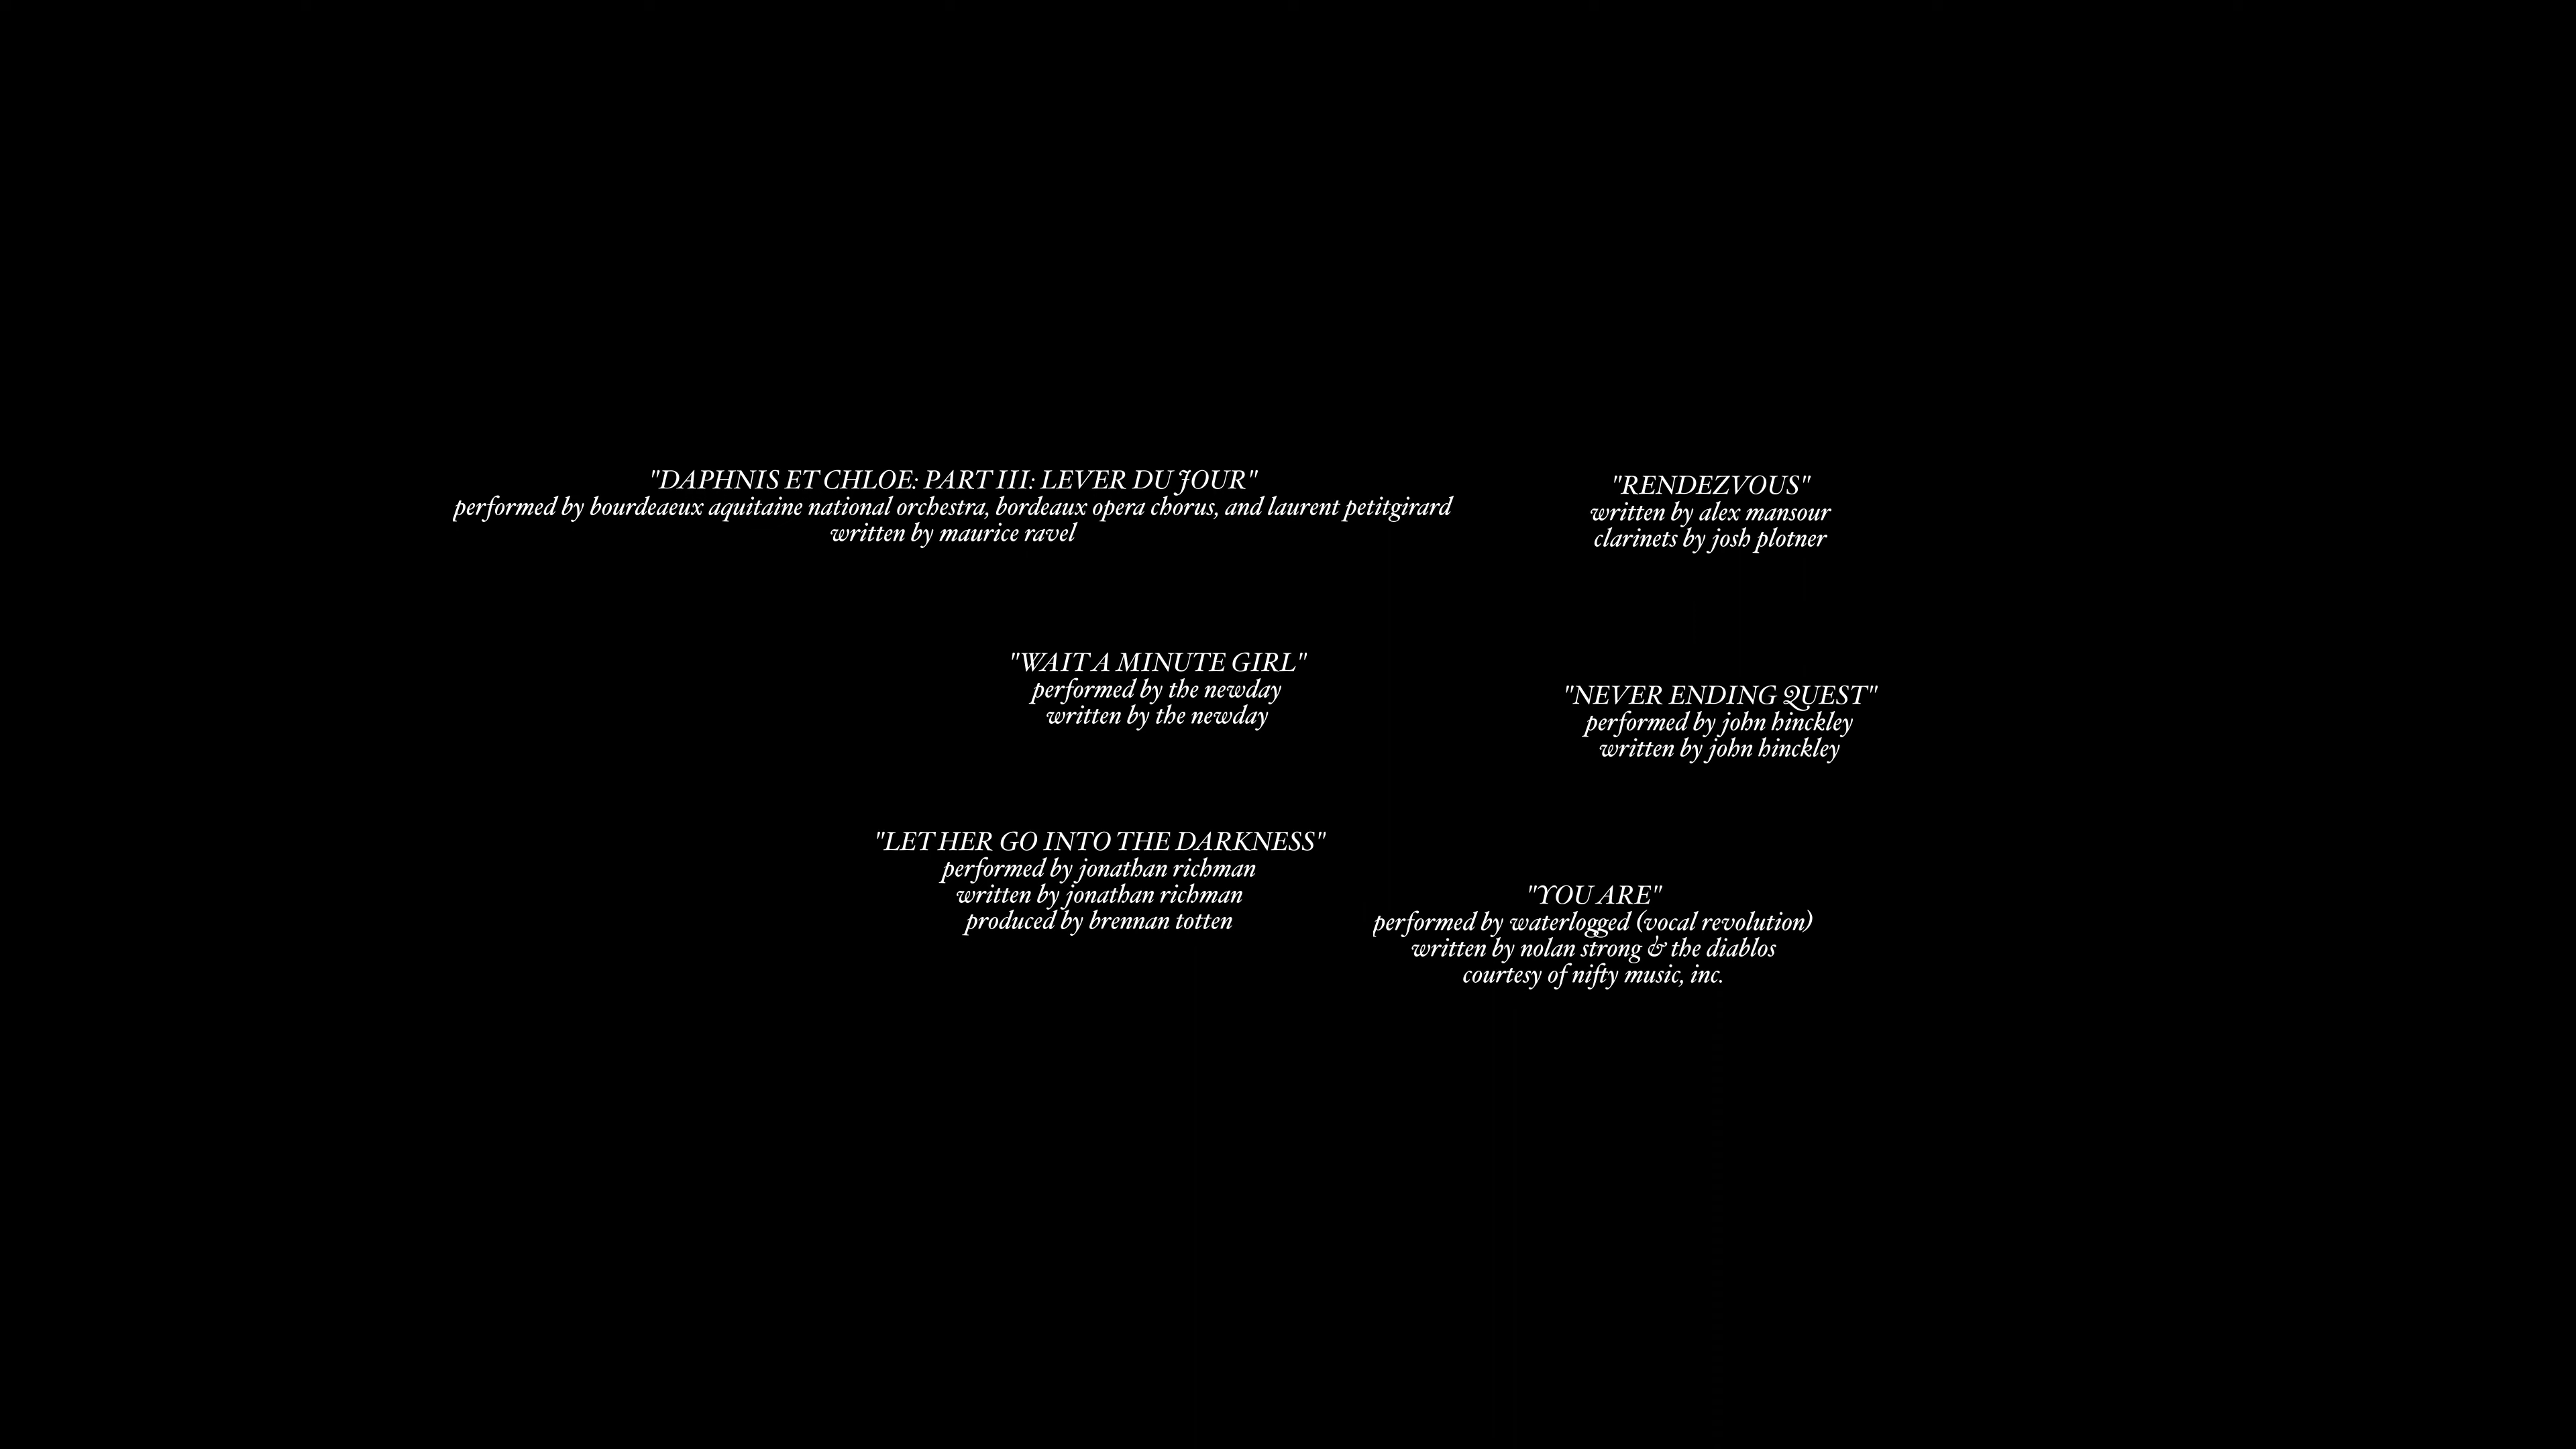 "DAPHNIS ET CHLOE: PART III: LEVER DU JOUR"
performed by bourdeaeux aquitaine national orchestra, bordeaux opera chorus, and laurent petitgirard
written by maurice ravel
"RENDEZVOUS"
written by alex mansour
clarinets by josh plotner
"WAIT A MINUTE GIRL"
performed by the newday
written by the newday
"NEVER ENDING QUEST"
performed by john hinckley
written by john hinckley
"LET HER GO INTO THE DARKNESS"
performed by jonathan richman
written by jonathan richman
produced by brennan totten
"YOU ARE"
performed by waterlogged (vocal revolution)
written by nolan strong & the diablos
courtesy of nifty music, inc.